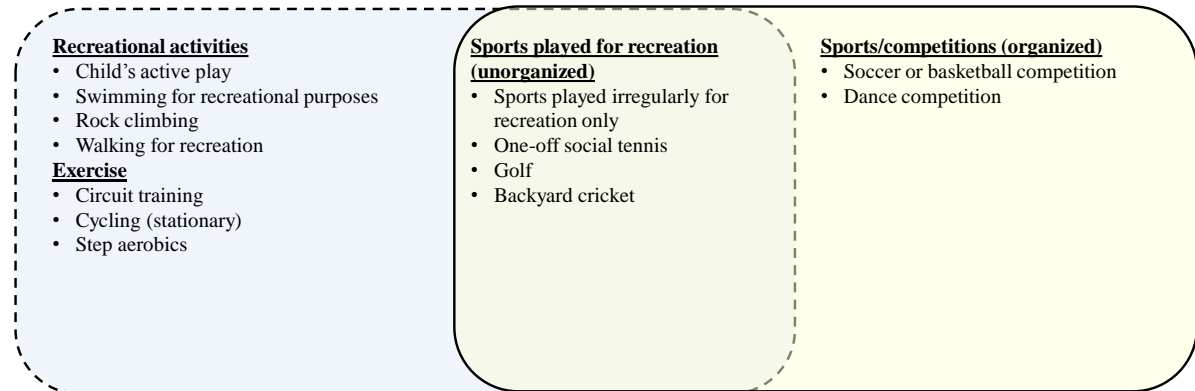 Recreational activities
• Child's active play
• Swimming for recreational purposes
• Rock climbing
• Walking for recreation
Exercise
• Circuit training
• Cycling (stationary)
• Step aerobics
Sports played for recreation
(unorganized)
• Sports played irregularly for
recreation only
• One-off social tennis
• Golf
• Backyard cricket
Sports/competitions (organized)
• Soccer or basketball competition
• Dance competition